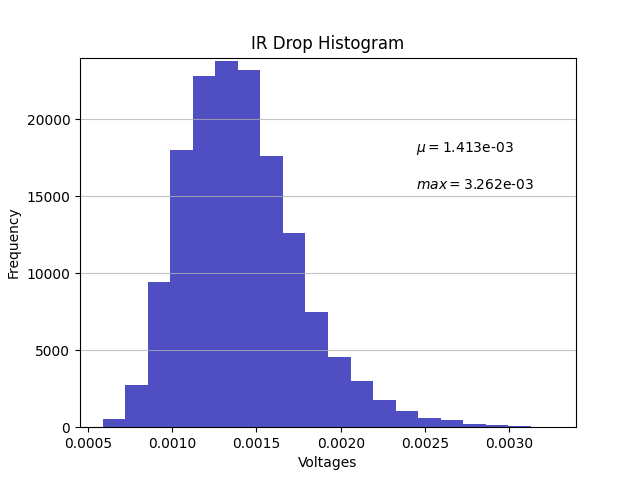 IR Drop Histogram
20000
15000
10000
5000
0
Frequency
μ = 1.413e-03
max = 3.262e-03
0.0005 0.0010 0.0015 0.0020 0.0025 0.0030
Voltages